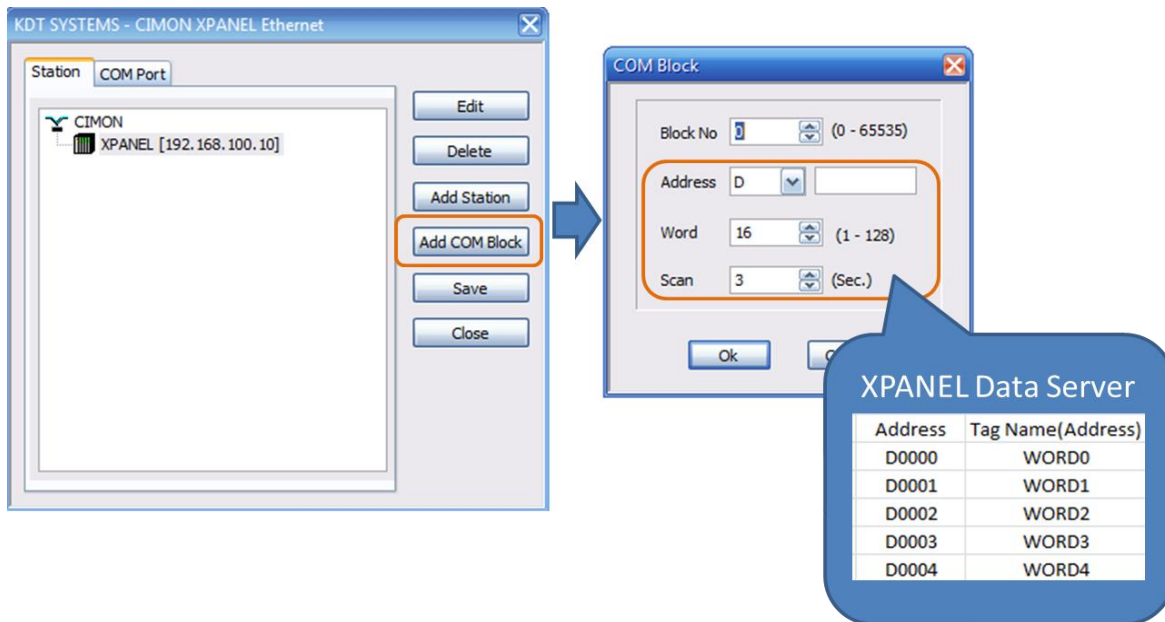 KDT SYSTEMS - CIMON XPANEL Ethernet
Station COM Port
CIMON
XPANEL [192.168.100.10]
Edit
Delete
Add Station
Add COM Block
Save
Close
COM Block
Block No 0 (0 - 65535)
Address D
Word 16 (1 - 128)
Scan 3 (Sec.)
Ok
XPANEL Data Server
Address Tag Name(Address)
D0000 WORD0
D0001 WORD1
D0002 WORD2
D0003 WORD3
D0004 WORD4